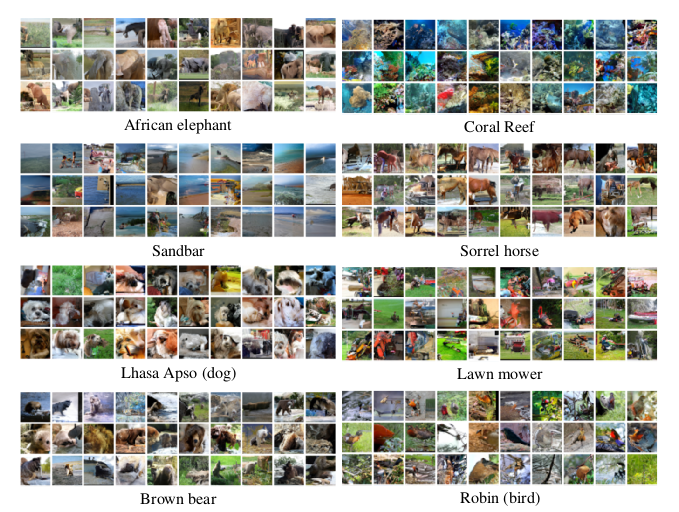 African elephant
Coral Reef
Sandbar
Sorrel horse
Lhasa Apso (dog)
Lawn mower
Brown bear
Robin (bird)